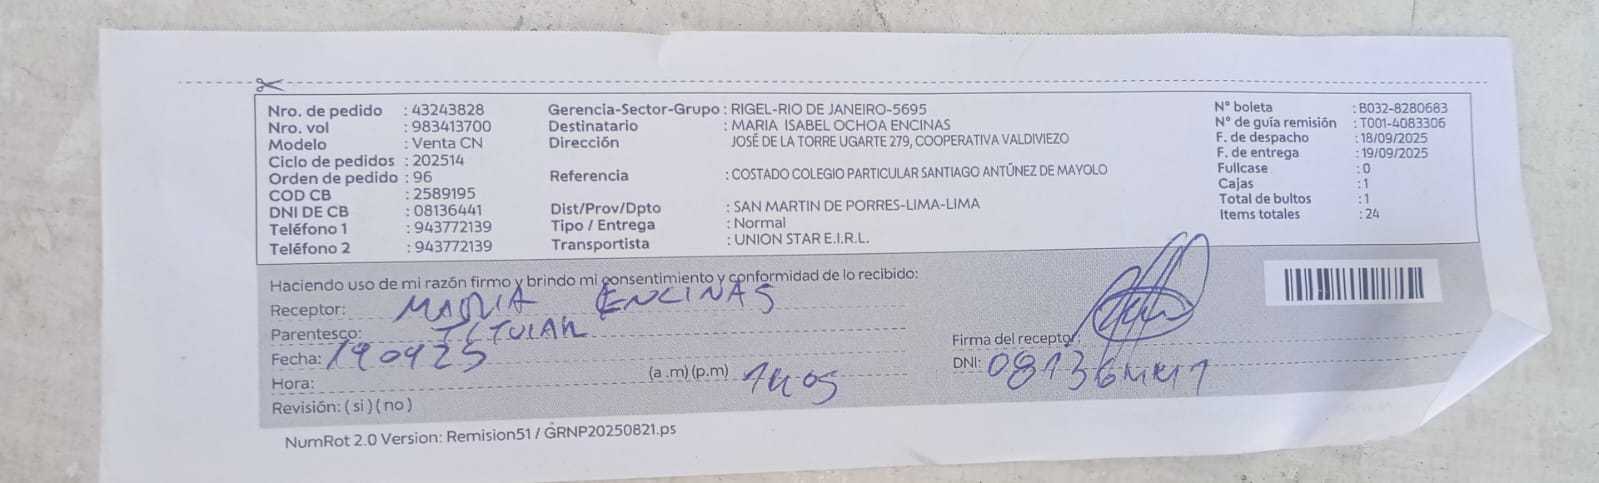 Nro. de pedido : 43243828
Nro. vol : 983413700
Modelo : Venta CN
Ciclo de pedidos : 202514
Orden de pedido : 96
COD CB : 2589195
DNI DE CB : 08136441
Teléfono 1 : 943772139
Teléfono 2 : 943772139
Gerencia-Sector-Grupo : RIGEL-RIO DE JANEIRO-5695
Destinatario : MARIA ISABEL OCHOA ENCINAS
Dirección : JOSÉ DE LA TORRE UGARTE 279, COOPERATIVA VALDIVIEZO
Referencia : COSTADO COLEGIO PARTICULAR SANTIAGO ANTÚNEZ DE MAYOLO
Dist/Prov/Dpto : SAN MARTIN DE PORRES-LIMA-LIMA
Tipo / Entrega : Normal
Transportista : UNION STAR E.I.R.L.
N° boleta : B032-8280683
N° de guía remisión : T001-4083306
F. de despacho : 18/09/2025
F. de entrega : 19/09/2025
Fullcase : 0
Cajas : 1
Total de bultos : 1
Items totales : 24
Haciendo uso de mi razón firmo y brindo mi consentimiento y conformidad de lo recibido:
Receptor: MARIA ENCINAS
Parentesco: TITULAR
Fecha: 190925
Hora: (a .m) (p.m) 1405
Revisión: ( si ) ( no )
Firma del receptor:
DNI: 08136441
NumRot 2.0 Version: Remision51 / GRNP20250821.ps